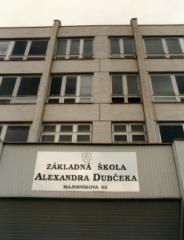 ZÁKLADNÁ ŠKOLA
ALEXANDRA DUBČEKA
MAJERNÍKOVA 62